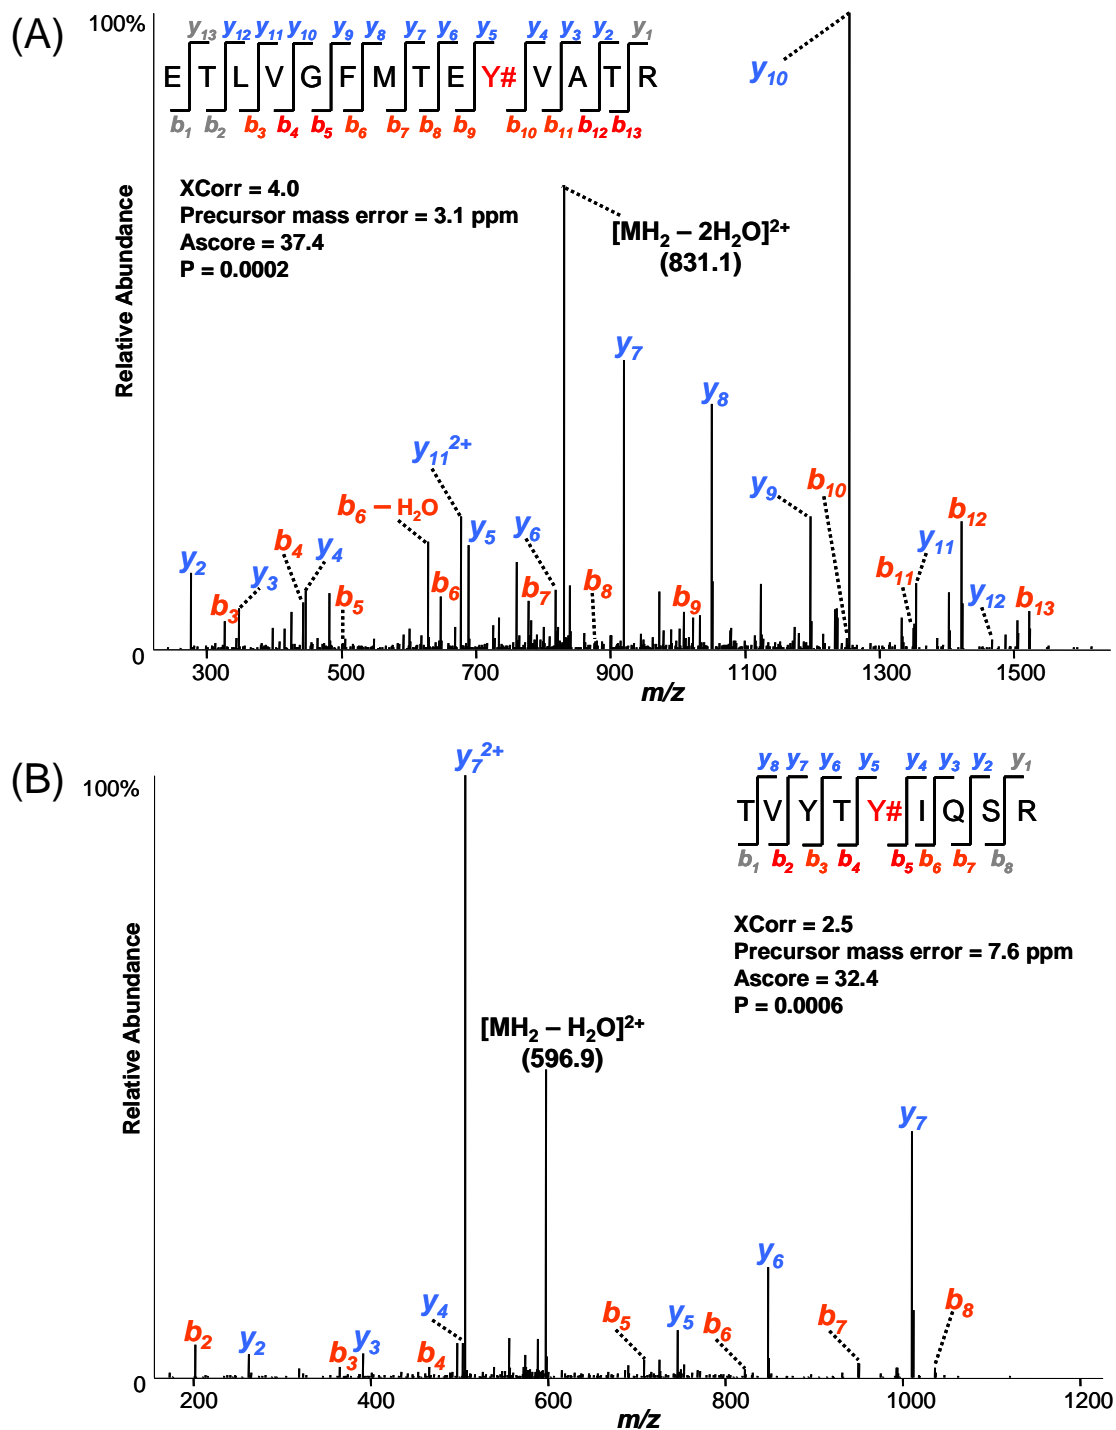 (A)
100%
y13 y12 y11 y10 y9 y8 y7 y6 y5 y4 y3 y2 y1
E T L V G F M T E Y# V A T R
b1 b2 b3 b4 b5 b6 b7 b8 b9 b10 b11 b12 b13
y10
XCorr = 4.0
Precursor mass error = 3.1 ppm
Ascore = 37.4
P = 0.0002
[MH2 – 2H2O]2+
(831.1)
Relative Abundance
y7
y8
y11 2+
b6 – H2O
y5
y6
y9
b10
b12
y11
b4
y4
y2
y3
b3
b5
b6
b7
b8
b9
b11
y12
b13
0
300 500 700 900 1100 1300 1500
m/z
(B)
y7 2+
100%
y8 y7 y6 y5 y4 y3 y2 y1
T V Y T Y# I Q S R
b1 b2 b3 b4 b5 b6 b7 b8
XCorr = 2.5
Precursor mass error = 7.6 ppm
Ascore = 32.4
P = 0.0006
Relative Abundance
[MH2 – H2O]2+
(596.9)
y7
y6
y4
b5
y5
b6
b7
b8
b2
y2
b3
y3
b4
0
200 400 600 800 1000 1200
m/z